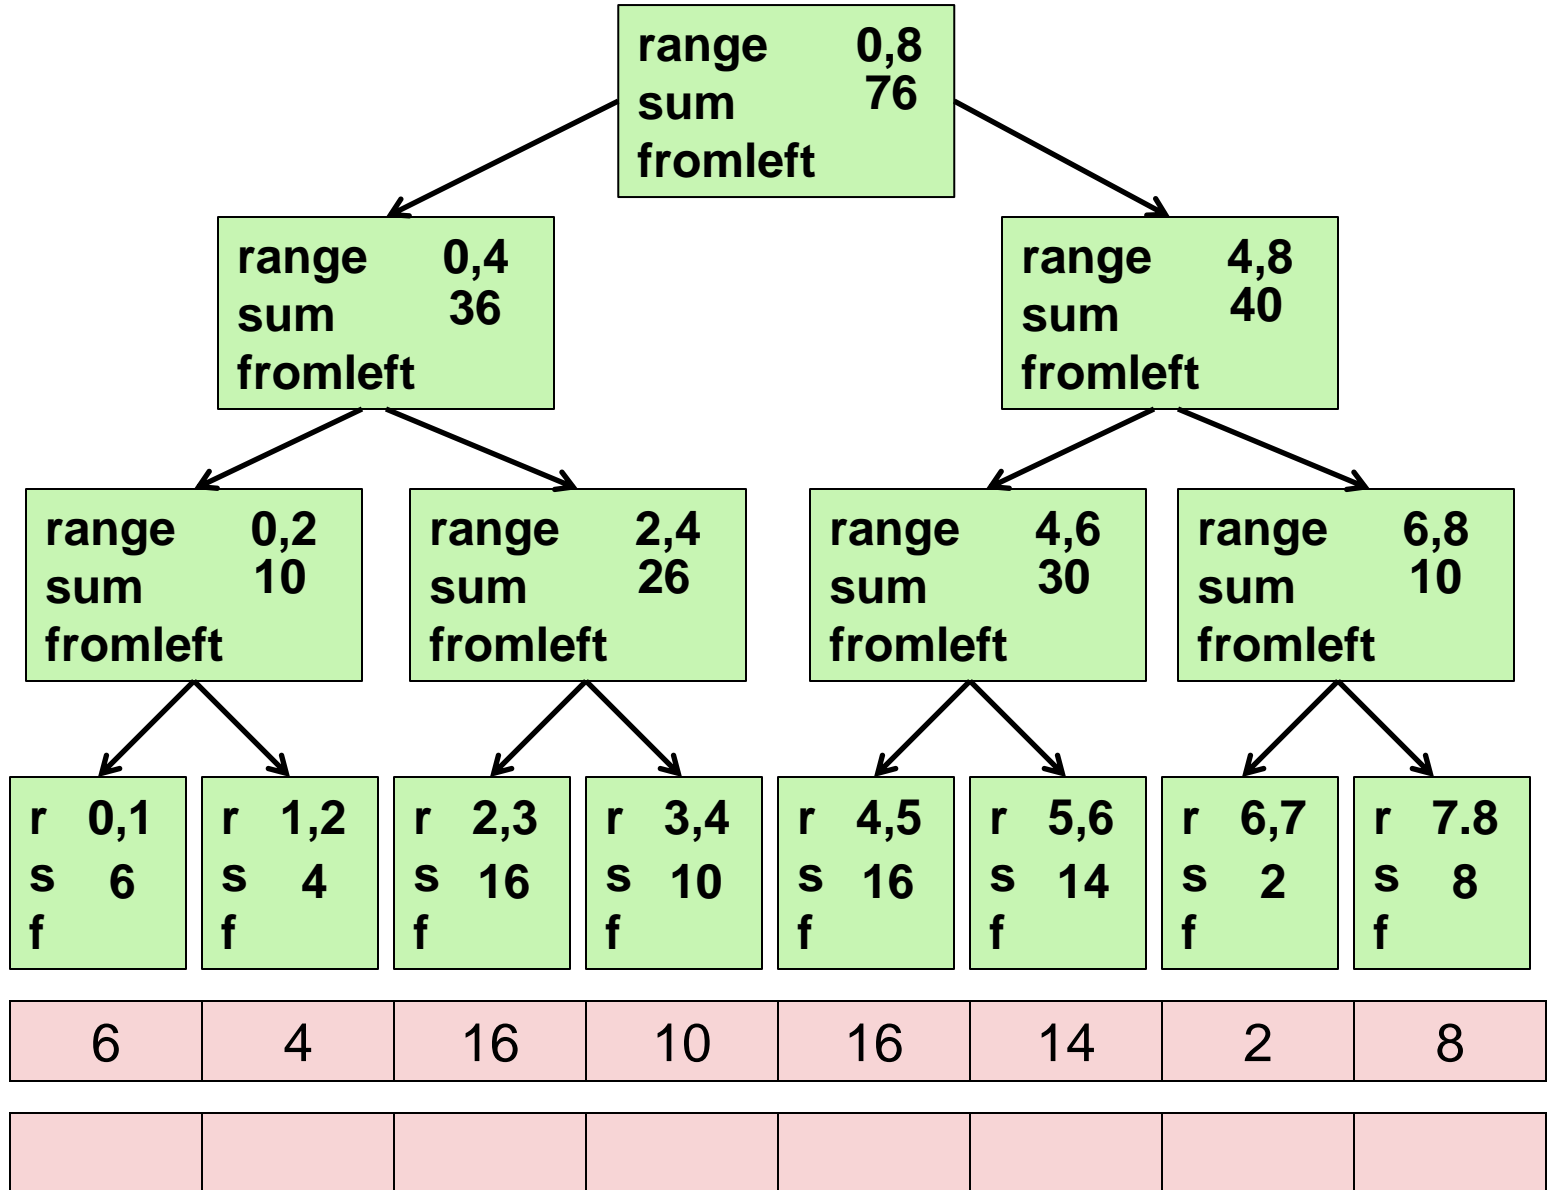 range 0,8
sum 76
fromleft
range 0,4
sum 36
fromleft
range 4,8
sum 40
fromleft
range 0,2
sum 10
fromleft
range 2,4
sum 26
fromleft
range 4,6
sum 30
fromleft
range 6,8
sum 10
fromleft
r 0,1
s 6
f
r 1,2
s 4
f
r 2,3
s 16
f
r 3,4
s 10
f
r 4,5
s 16
f
r 5,6
s 14
f
r 6,7
s 2
f
r 7.8
s 8
f
6 4 16 10 16 14 2 8